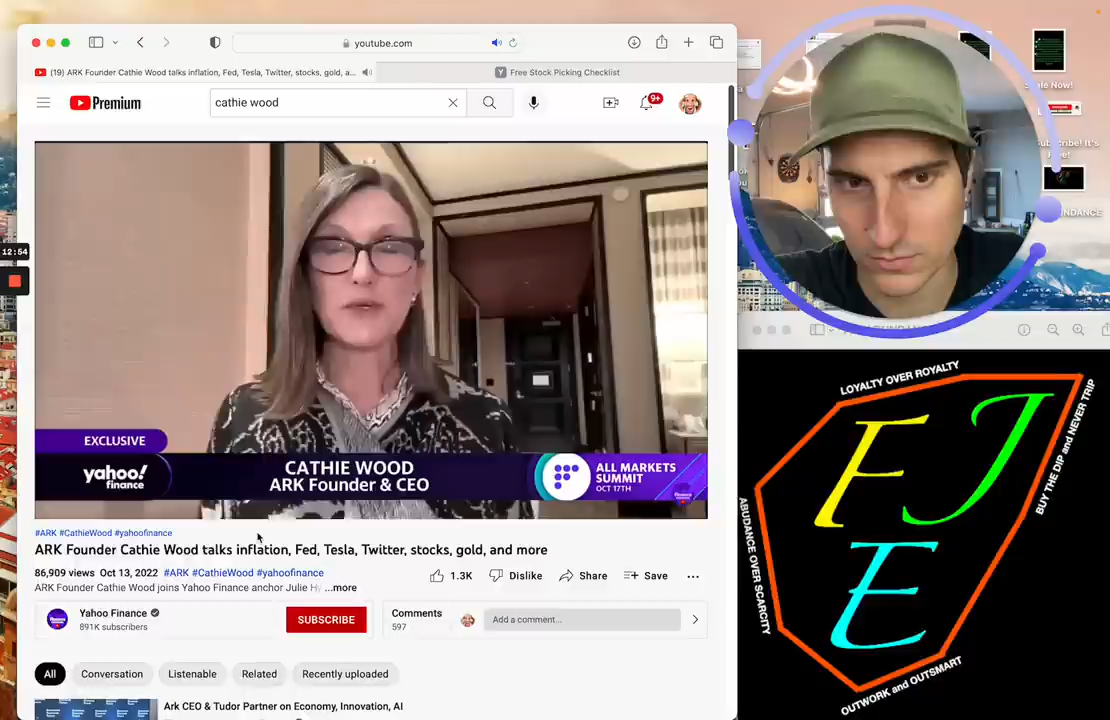 youtube.com
(19) ARK Founder Cathie Wood talks inflation, Fed, Tesla, Twitter, stocks, gold, a...
Y Free Stock Picking Checklist
Premium
cathie wood
9+
12:54
EXCLUSIVE
yahoo!
finance
CATHIE WOOD
ARK Founder & CEO
ALL MARKETS
SUMMIT
OCT 17TH
#ARK #CathieWood #yahoofinance
ARK Founder Cathie Wood talks inflation, Fed, Tesla, Twitter, stocks, gold, and more
86,909 views Oct 13, 2022 #ARK #CathieWood #yahoofinance
1.3K
Dislike
Share
Save
ARK Founder Cathie Wood joins Yahoo Finance anchor Julie Hy ...more
Yahoo Finance
891K subscribers
SUBSCRIBE
Comments
597
Add a comment...
All
Conversation
Listenable
Related
Recently uploaded
Ark CEO & Tudor Partner on Economy, Innovation, AI
LOYALTY OVER ROYALTY
BUY THE DIP and NEVER TRIP
ABUDANCE OVER SCARCITY
OUTWORK and OUTSMART
F J
E